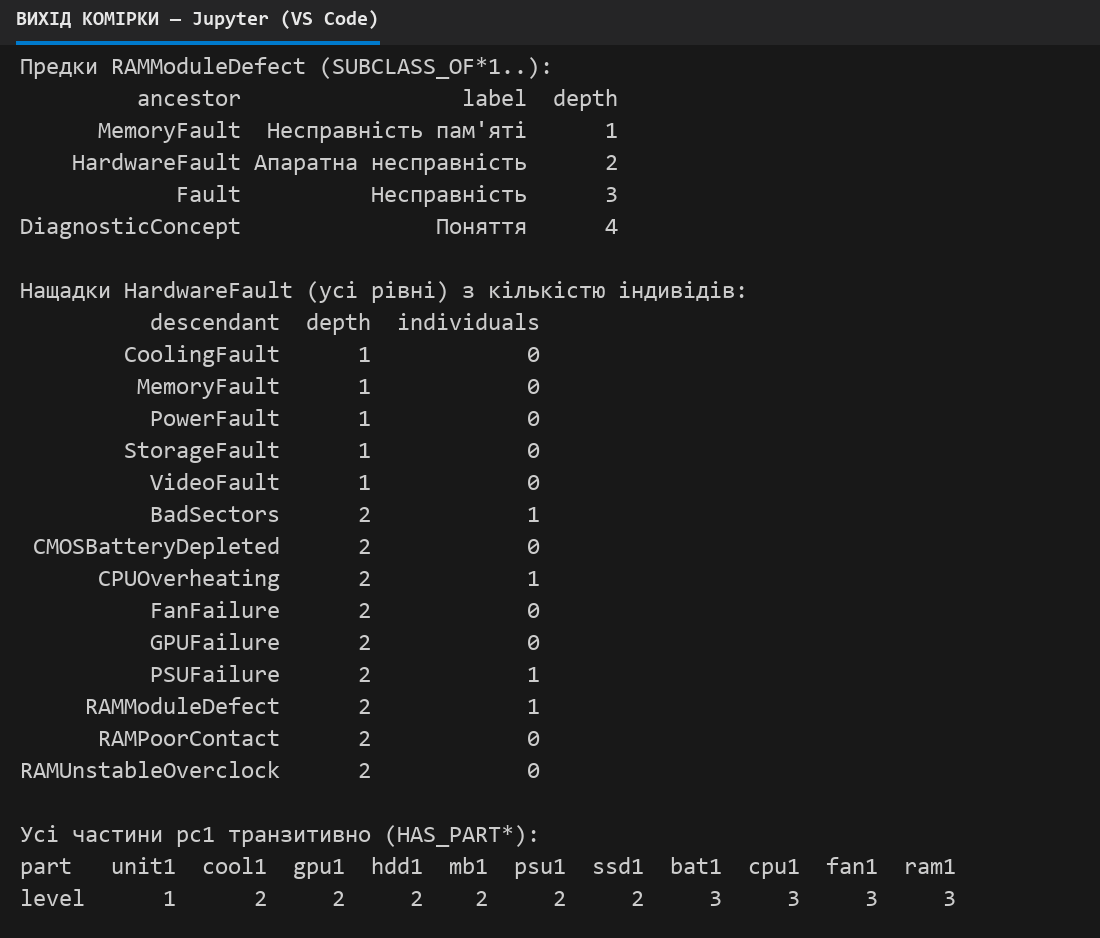 ВИХІД КОМІРКИ — Jupyter (VS Code)
Предки RAMModuleDefect (SUBCLASS_OF*1..):
ancestor label depth
MemoryFault Несправність пам'яті 1
HardwareFault Апаратна несправність 2
Fault Несправність 3
DiagnosticConcept Поняття 4
Нащадки HardwareFault (усі рівні) з кількістю індивідів:
descendant depth individuals
CoolingFault 1 0
MemoryFault 1 0
PowerFault 1 0
StorageFault 1 0
VideoFault 1 0
BadSectors 2 1
CMOSBatteryDepleted 2 0
CPUOverheating 2 1
FanFailure 2 0
GPUFailure 2 0
PSUFailure 2 1
RAMModuleDefect 2 1
RAMPoorContact 2 0
RAMUnstableOverclock 2 0
Усі частини pc1 транзитивно (HAS_PART*):
part unit1 cool1 gpu1 hdd1 mb1 psu1 ssd1 bat1 cpu1 fan1 ram1
level 1 2 2 2 2 2 2 3 3 3 3